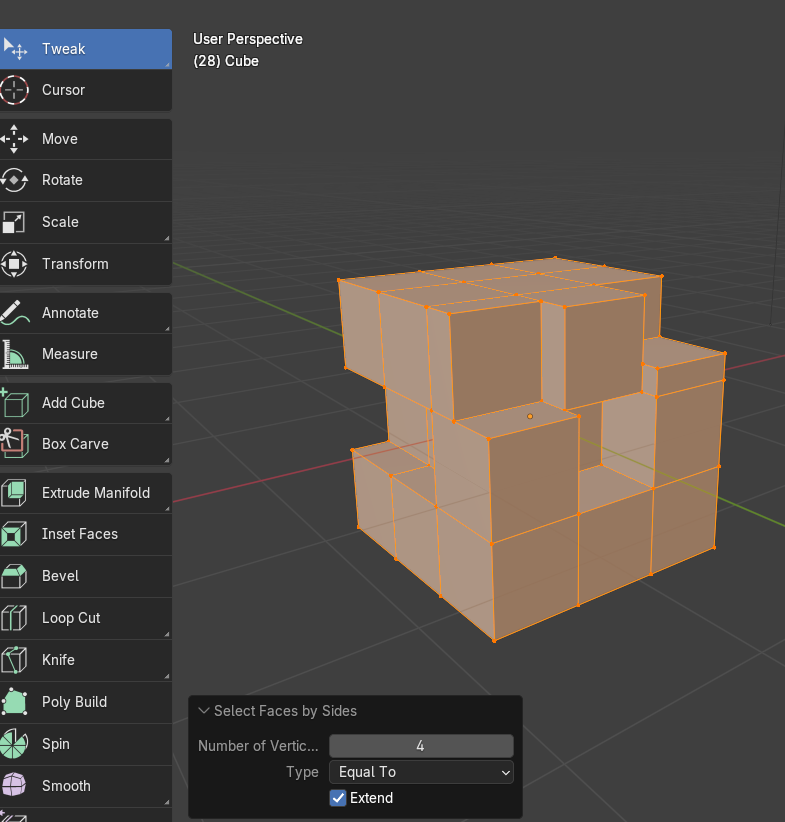 User Perspective
(28) Cube
Tweak
Cursor
Move
Rotate
Scale
Transform
Annotate
Measure
Add Cube
Box Carve
Extrude Manifold
Inset Faces
Bevel
Loop Cut
Knife
Poly Build
Spin
Smooth
Select Faces by Sides
Number of Vertic... 4
Type Equal To
Extend